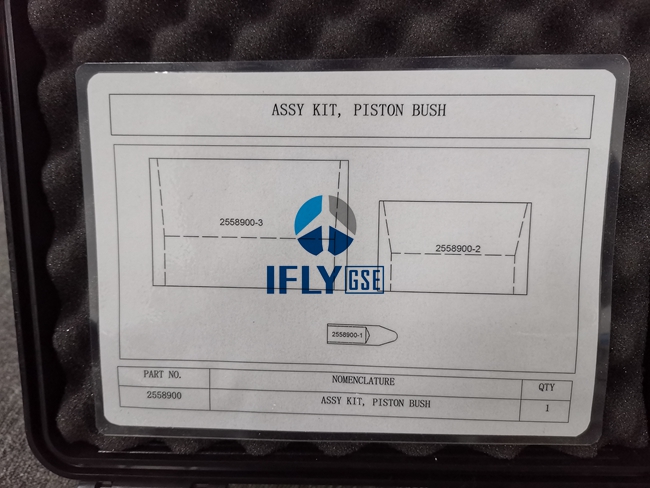 ASSY KIT, PISTON BUSH
2558900-3
2558900-2
IFLY GSE
2558900-1
PART NO. NOMENCLATURE QTY
2558900 ASSY KIT, PISTON BUSH 1